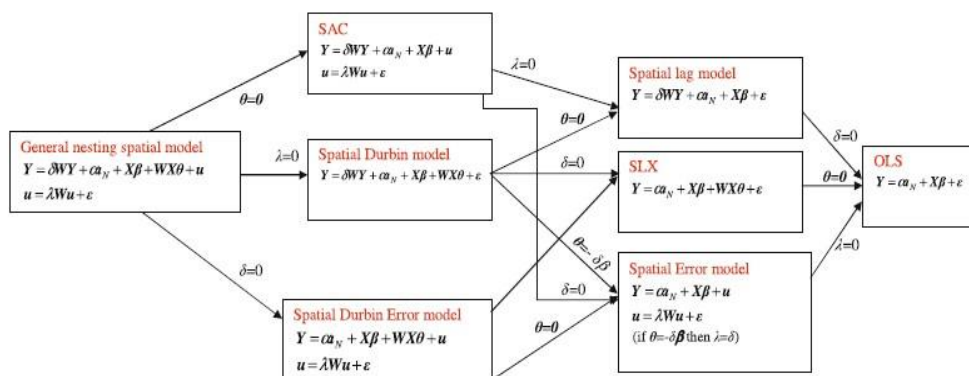 SAC
Y = δWY + αι_N + Xβ + u
u = λWu + ε
θ=0
λ=0
General nesting spatial model
Y = δWY + αι_N + Xβ + WXθ + u
u = λWu + ε
λ=0
δ=0
Spatial Durbin model
Y = δWY + αι_N + Xβ + WXθ + ε
θ=0
δ=0
θ=- δβ
Spatial Durbin Error model
Y = αι_N + Xβ + WXθ + u
u = λWu + ε
θ=0
δ=0
Spatial lag model
Y = δWY + αι_N + Xβ + ε
δ=0
SLX
Y = αι_N + Xβ + WXθ + ε
θ=0
Spatial Error model
Y = αι_N + Xβ + u
u = λWu + ε
(if θ=-δβ then λ=δ)
λ=0
OLS
Y = αι_N + Xβ + ε